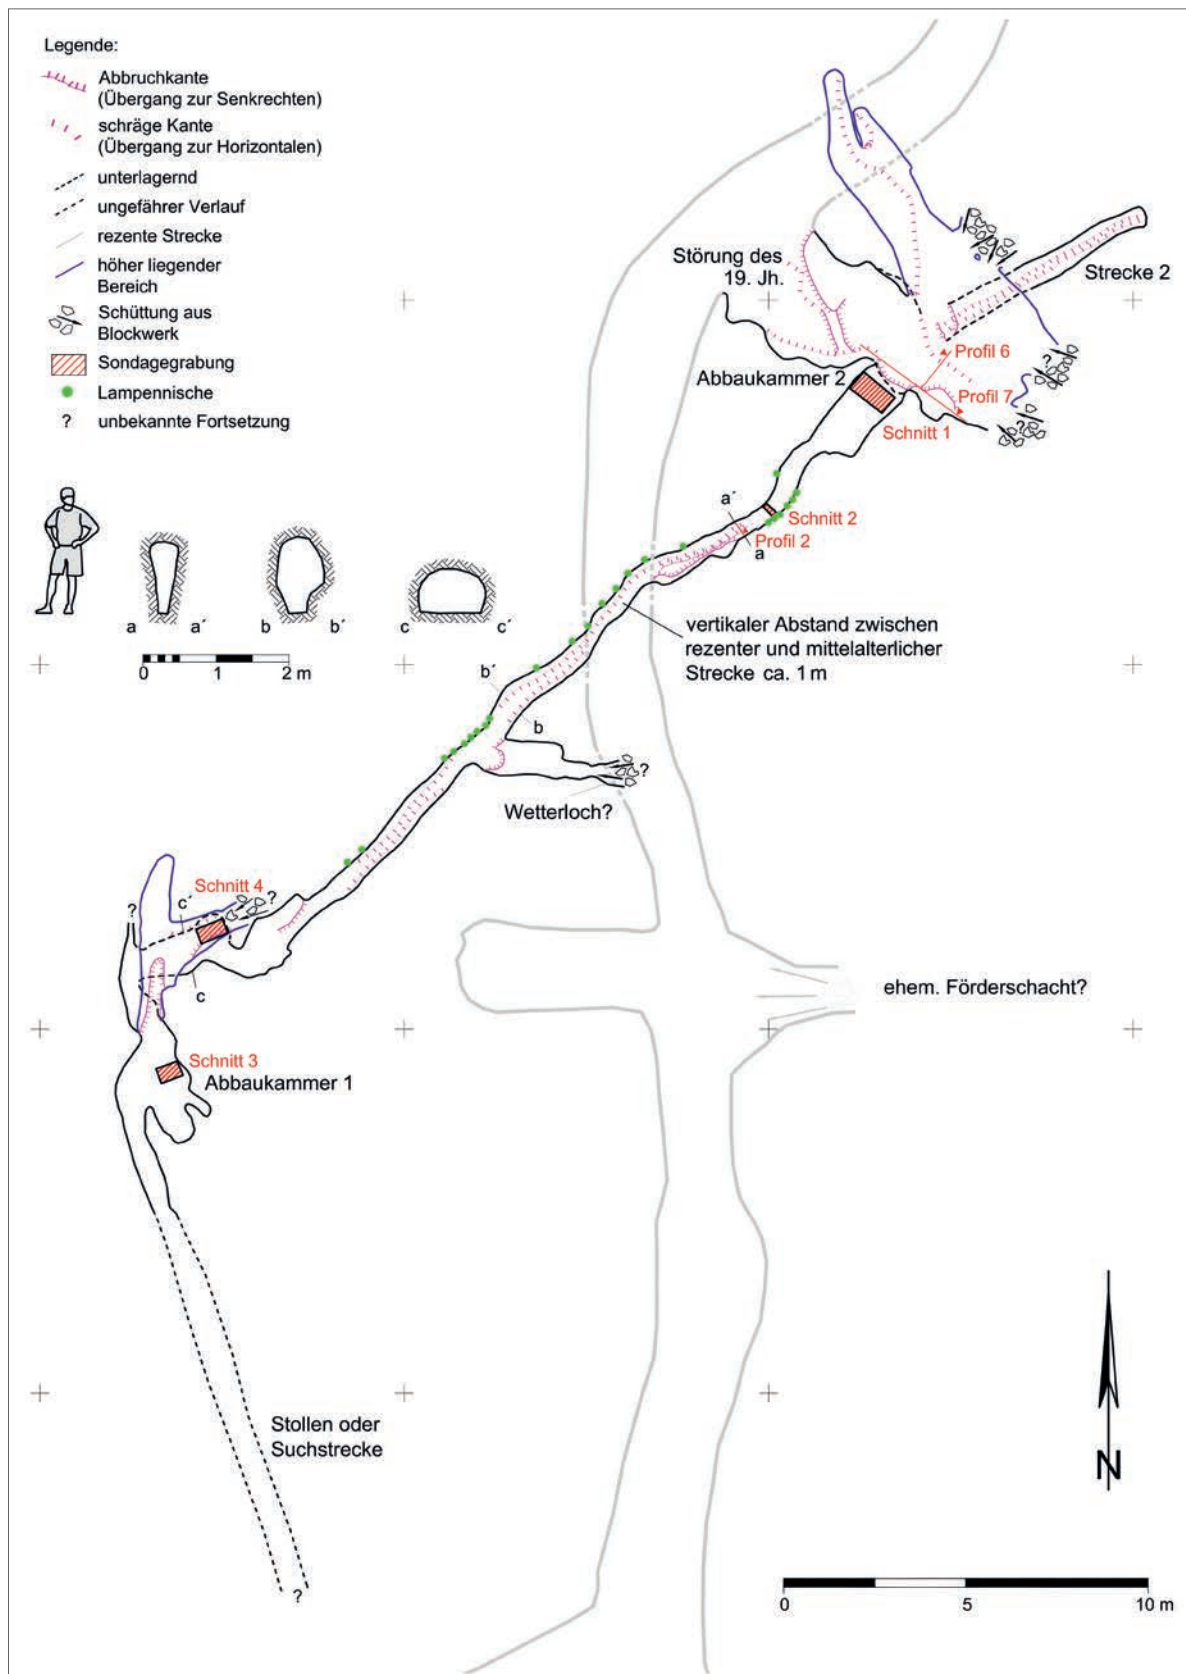 Legende:
Abbruchkante
(Übergang zur Senkrechten)
schräge Kante
(Übergang zur Horizontalen)
unterlagernd
ungefährer Verlauf
rezente Strecke
höher liegender
Bereich
Schüttung aus
Blockwerk
Sondagegrabung
Lampennische
? unbekannte Fortsetzung
Störung des
19. Jh.
Strecke 2
Profil 6
Abbaukammer 2
?
Profil 7
Schnitt 1
?
a a´ b b´ c c´
0 1 2 m
a´
Schnitt 2
Profil 2
a
vertikaler Abstand zwischen
rezenter und mittelalterlicher
Strecke ca. 1 m
b´
b
?
Wetterloch?
Schnitt 4
?
c´
?
c
ehem. Förderschacht?
Schnitt 3
Abbaukammer 1
Stollen oder
Suchstrecke
?
N
0 5 10 m